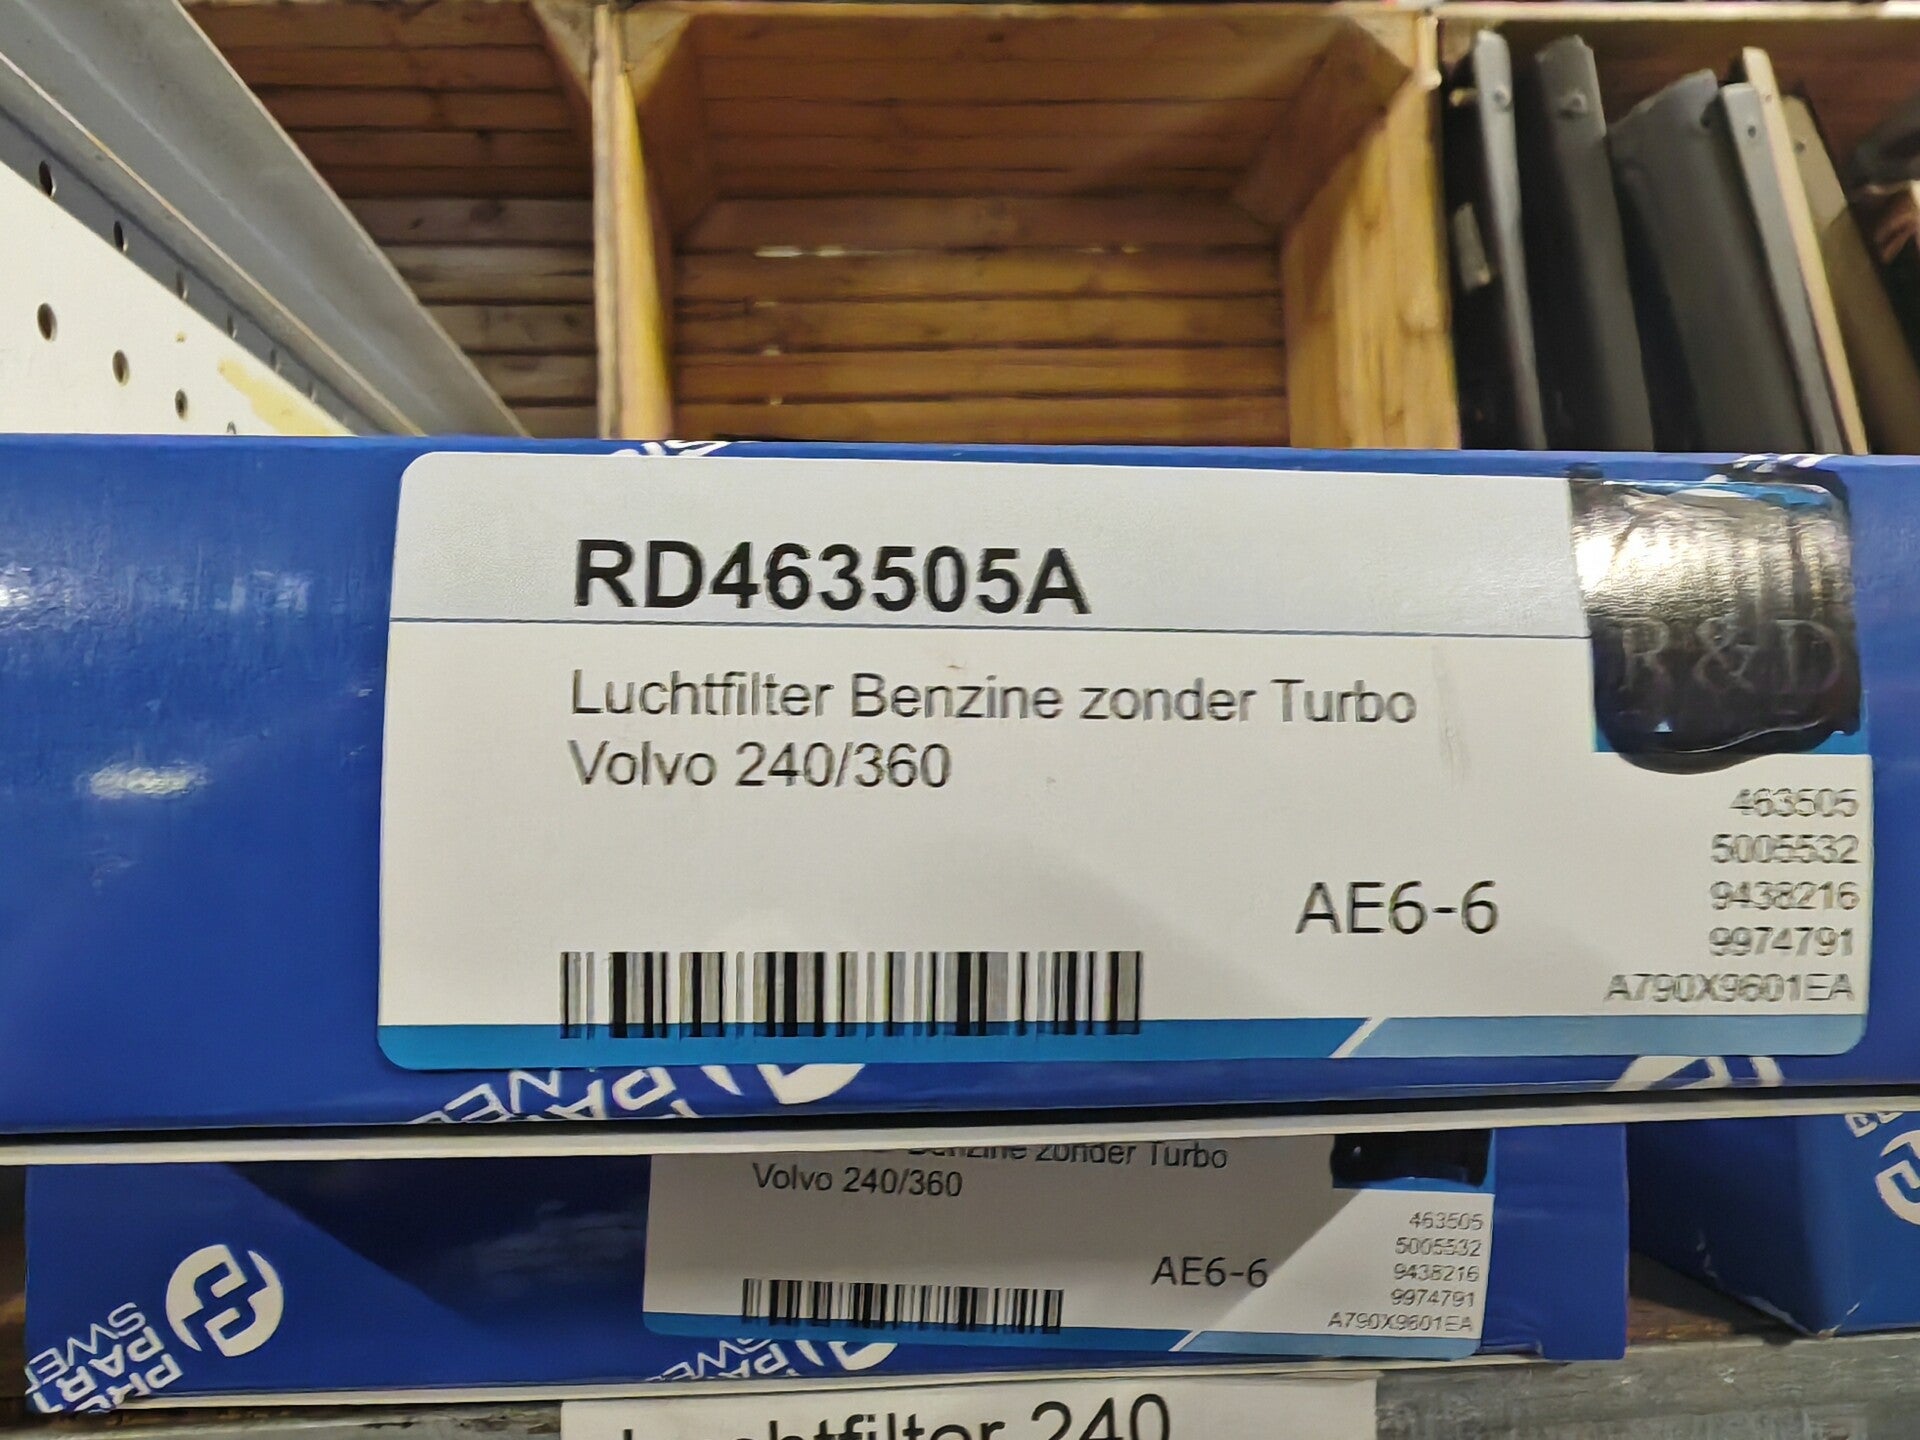 RD463505A
R & D
Luchtfilter Benzine zonder Turbo
Volvo 240/360
463505
5005532
9438216
9974791
A790X9601EA
AE6-6
Benzine zonder Turbo
Volvo 240/360
463505
5005532
9438216
9974791
A790X9601EA
AE6-6
Luchtfilter 240